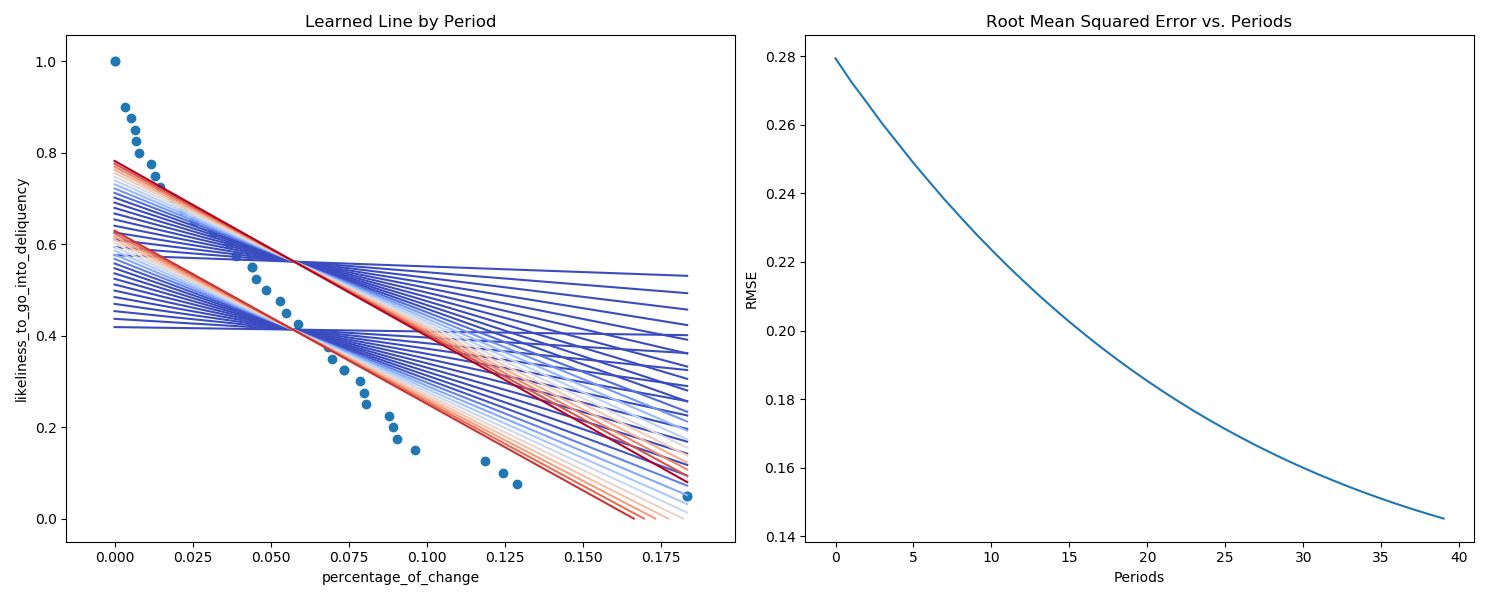 Learned Line by Period
likeliness_to_go_into_deliquency
1.0
0.8
0.6
0.4
0.2
0.0
0.000 0.025 0.050 0.075 0.100 0.125 0.150 0.175
percentage_of_change
Root Mean Squared Error vs. Periods
RMSE
0.28
0.26
0.24
0.22
0.20
0.18
0.16
0.14
0 5 10 15 20 25 30 35 40
Periods